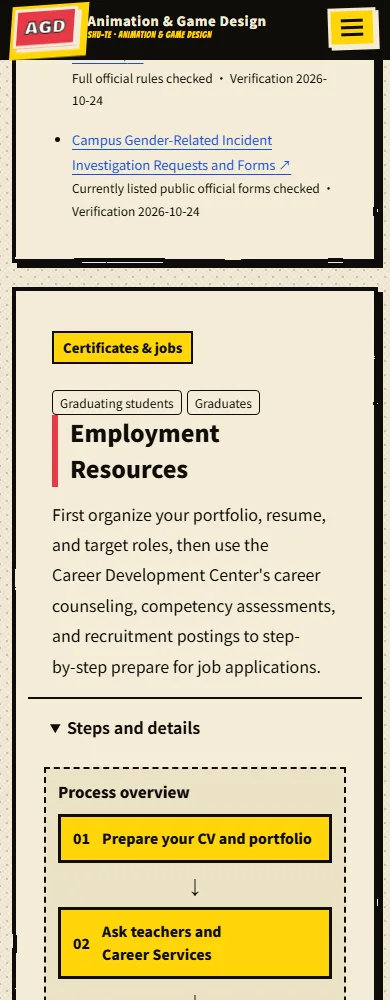 AGD
Animation & Game Design
SHU-TE · ANIMATION & GAME DESIGN
Full official rules checked ・ Verification 2026-
10-24
Campus Gender-Related Incident
Investigation Requests and Forms ↗
Currently listed public official forms checked ・
Verification 2026-10-24
Certificates & jobs
Graduating students Graduates
Employment
Resources
First organize your portfolio, resume,
and target roles, then use the
Career Development Center's career
counseling, competency assessments,
and recruitment postings to step-
by-step prepare for job applications.
▼ Steps and details
Process overview
01 Prepare your CV and portfolio
↓
02 Ask teachers and
Career Services